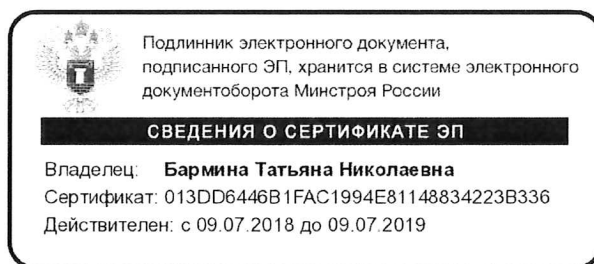 Подлинник электронного документа,
подписанного ЭП, хранится в системе электронного
документоборота Минстроя России
СВЕДЕНИЯ О СЕРТИФИКАТЕ ЭП
Владелец: Бармина Татьяна Николаевна
Сертификат: 013DD6446B1FAC1994E81148834223B336
Действителен: с 09.07.2018 до 09.07.2019